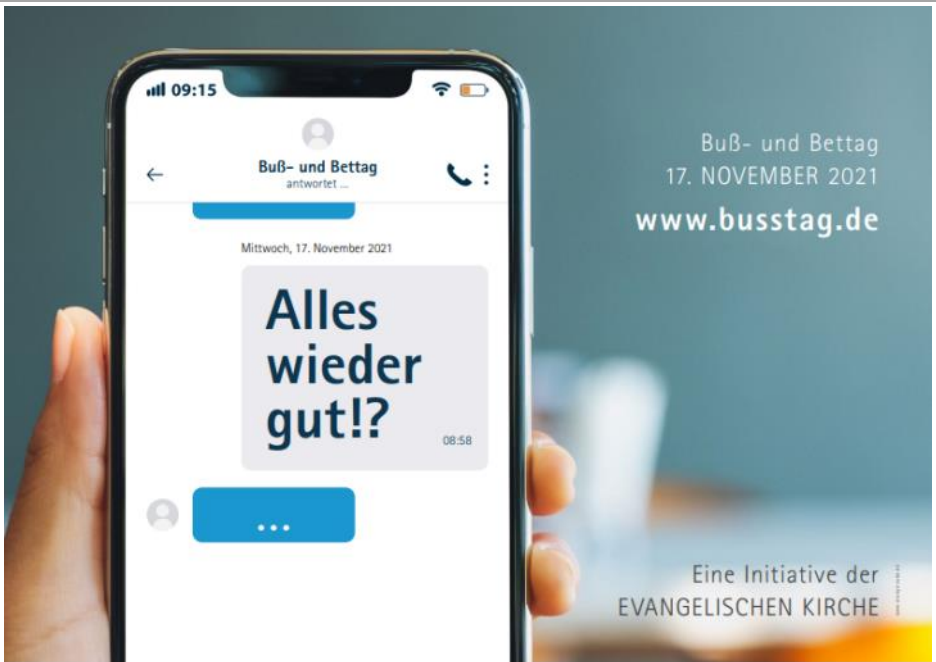 09:15
Buß- und Bettag
antwortet ...
Mittwoch, 17. November 2021
Alles
wieder
gut!?
08:58
...
Buß- und Bettag
17. NOVEMBER 2021
www.busstag.de
Eine Initiative der
EVANGELISCHEN KIRCHE